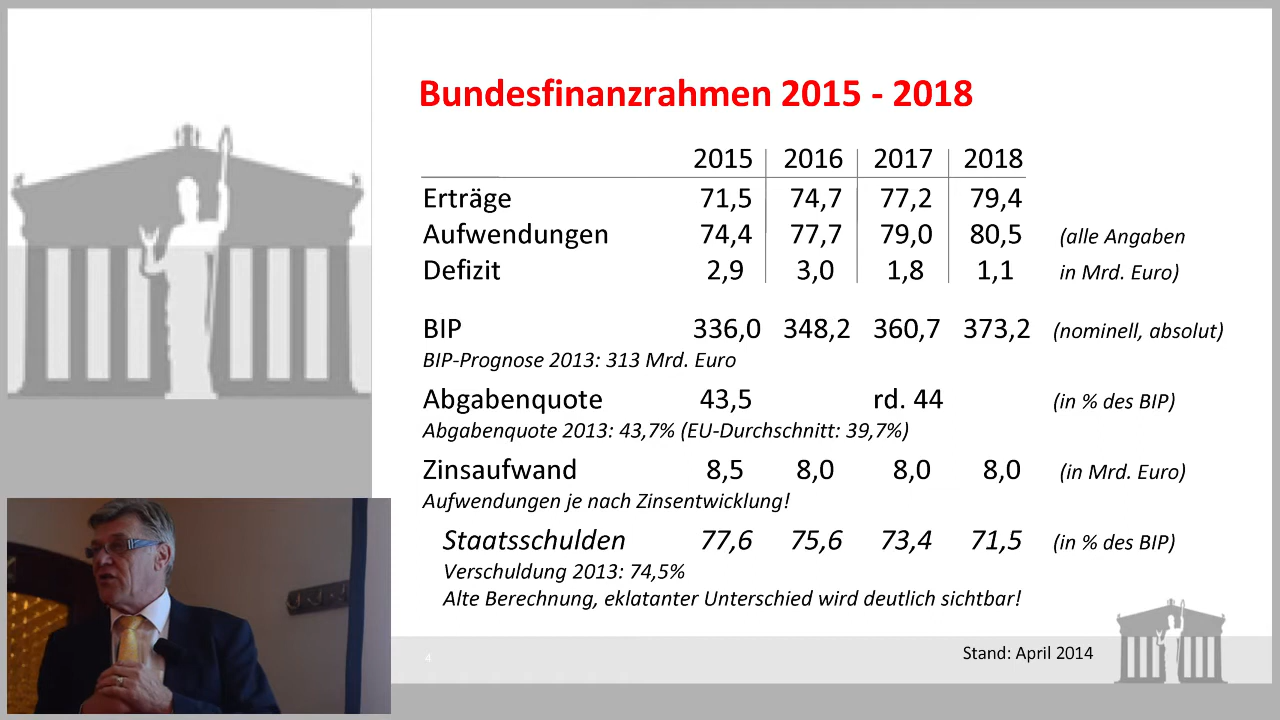 Bundesfinanzrahmen 2015 - 2018
2015 2016 2017 2018
Erträge 71,5 74,7 77,2 79,4
Aufwendungen 74,4 77,7 79,0 80,5 (alle Angaben
Defizit 2,9 3,0 1,8 1,1 in Mrd. Euro)
BIP 336,0 348,2 360,7 373,2 (nominell, absolut)
BIP-Prognose 2013: 313 Mrd. Euro
Abgabenquote 43,5 rd. 44 (in % des BIP)
Abgabenquote 2013: 43,7% (EU-Durchschnitt: 39,7%)
Zinsaufwand 8,5 8,0 8,0 8,0 (in Mrd. Euro)
Aufwendungen je nach Zinsentwicklung!
Staatsschulden 77,6 75,6 73,4 71,5 (in % des BIP)
Verschuldung 2013: 74,5%
Alte Berechnung, eklatanter Unterschied wird deutlich sichtbar!
4 Stand: April 2014